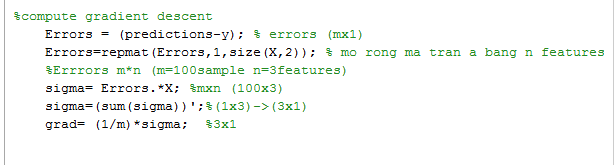 %compute gradient descent
Errors = (predictions-y); % errors (mx1)
Errors=repmat(Errors,1,size(X,2)); % mo rong ma tran a bang n features
%Errrors m*n (m=100sample n=3features)
sigma= Errors.*X; %mxn (100x3)
sigma=(sum(sigma))';%(1x3)->(3x1)
grad= (1/m)*sigma; %3x1